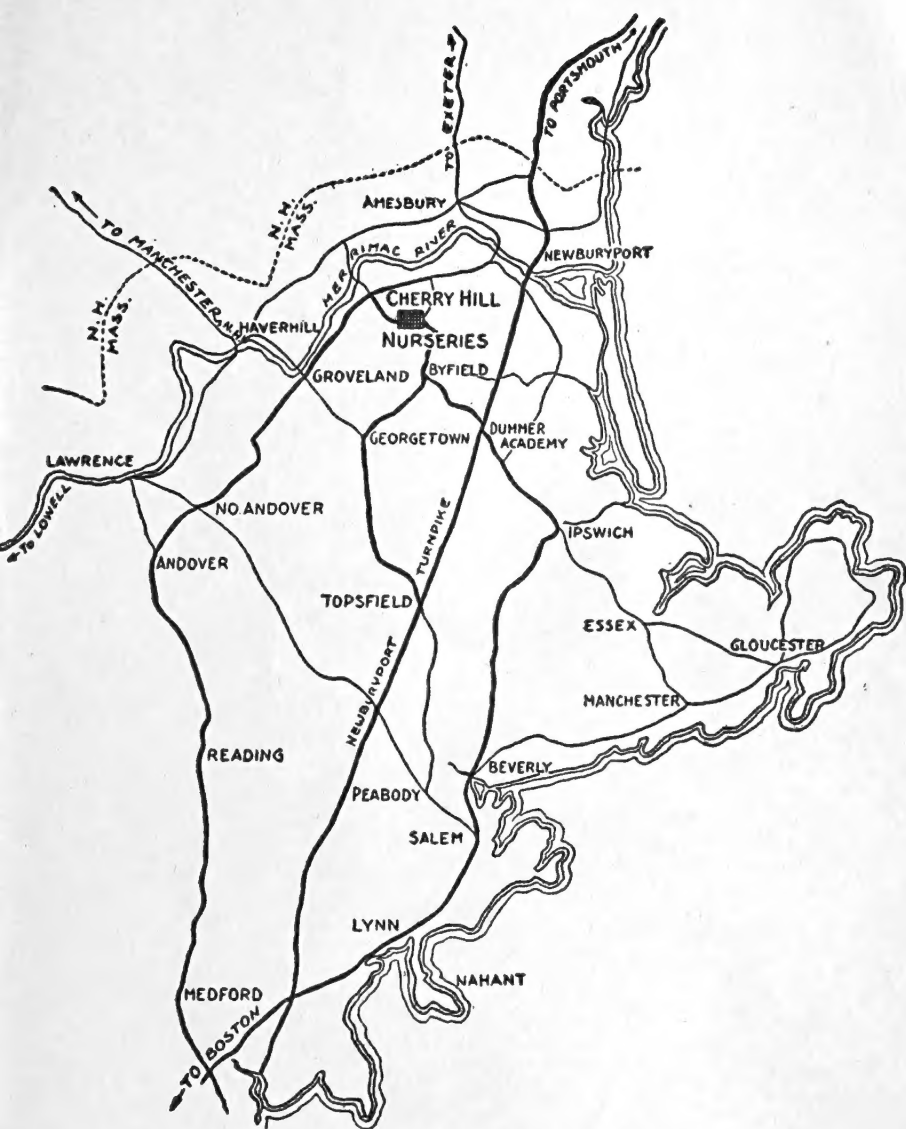 TO EXETER
TO PORTSMOUTH
N.H.
MASS.
AMESBURY
TO MANCHESTER, N.H.
MERRIMAC RIVER
NEWBURYPORT
N.H.
MASS.
CHERRY HILL
NURSERIES
HAVERHILL
GROVELAND
BYFIELD
GEORGETOWN
DUMMER
ACADEMY
LAWRENCE
TO LOWELL
NO. ANDOVER
IPSWICH
ANDOVER
NEWBURYPORT TURNPIKE
TOPSFIELD
ESSEX
GLOUCESTER
MANCHESTER
READING
BEVERLY
PEABODY
SALEM
LYNN
NAHANT
MEDFORD
TO BOSTON